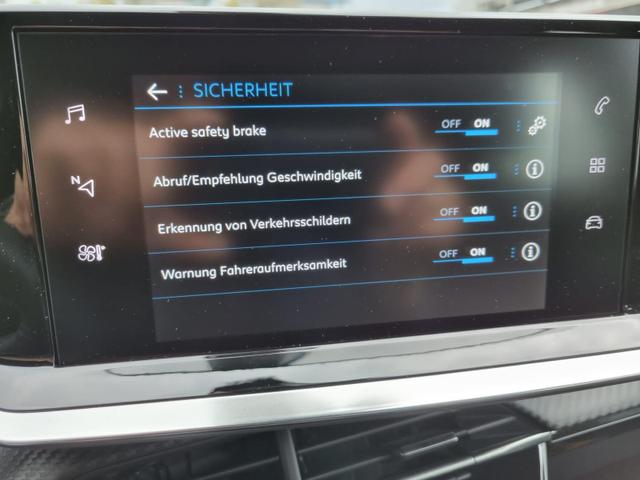 SICHERHEIT
Active safety brake OFF ON
Abruf/Empfehlung Geschwindigkeit OFF ON
Erkennung von Verkehrsschildern OFF ON
Warnung Fahreraufmerksamkeit OFF ON
N